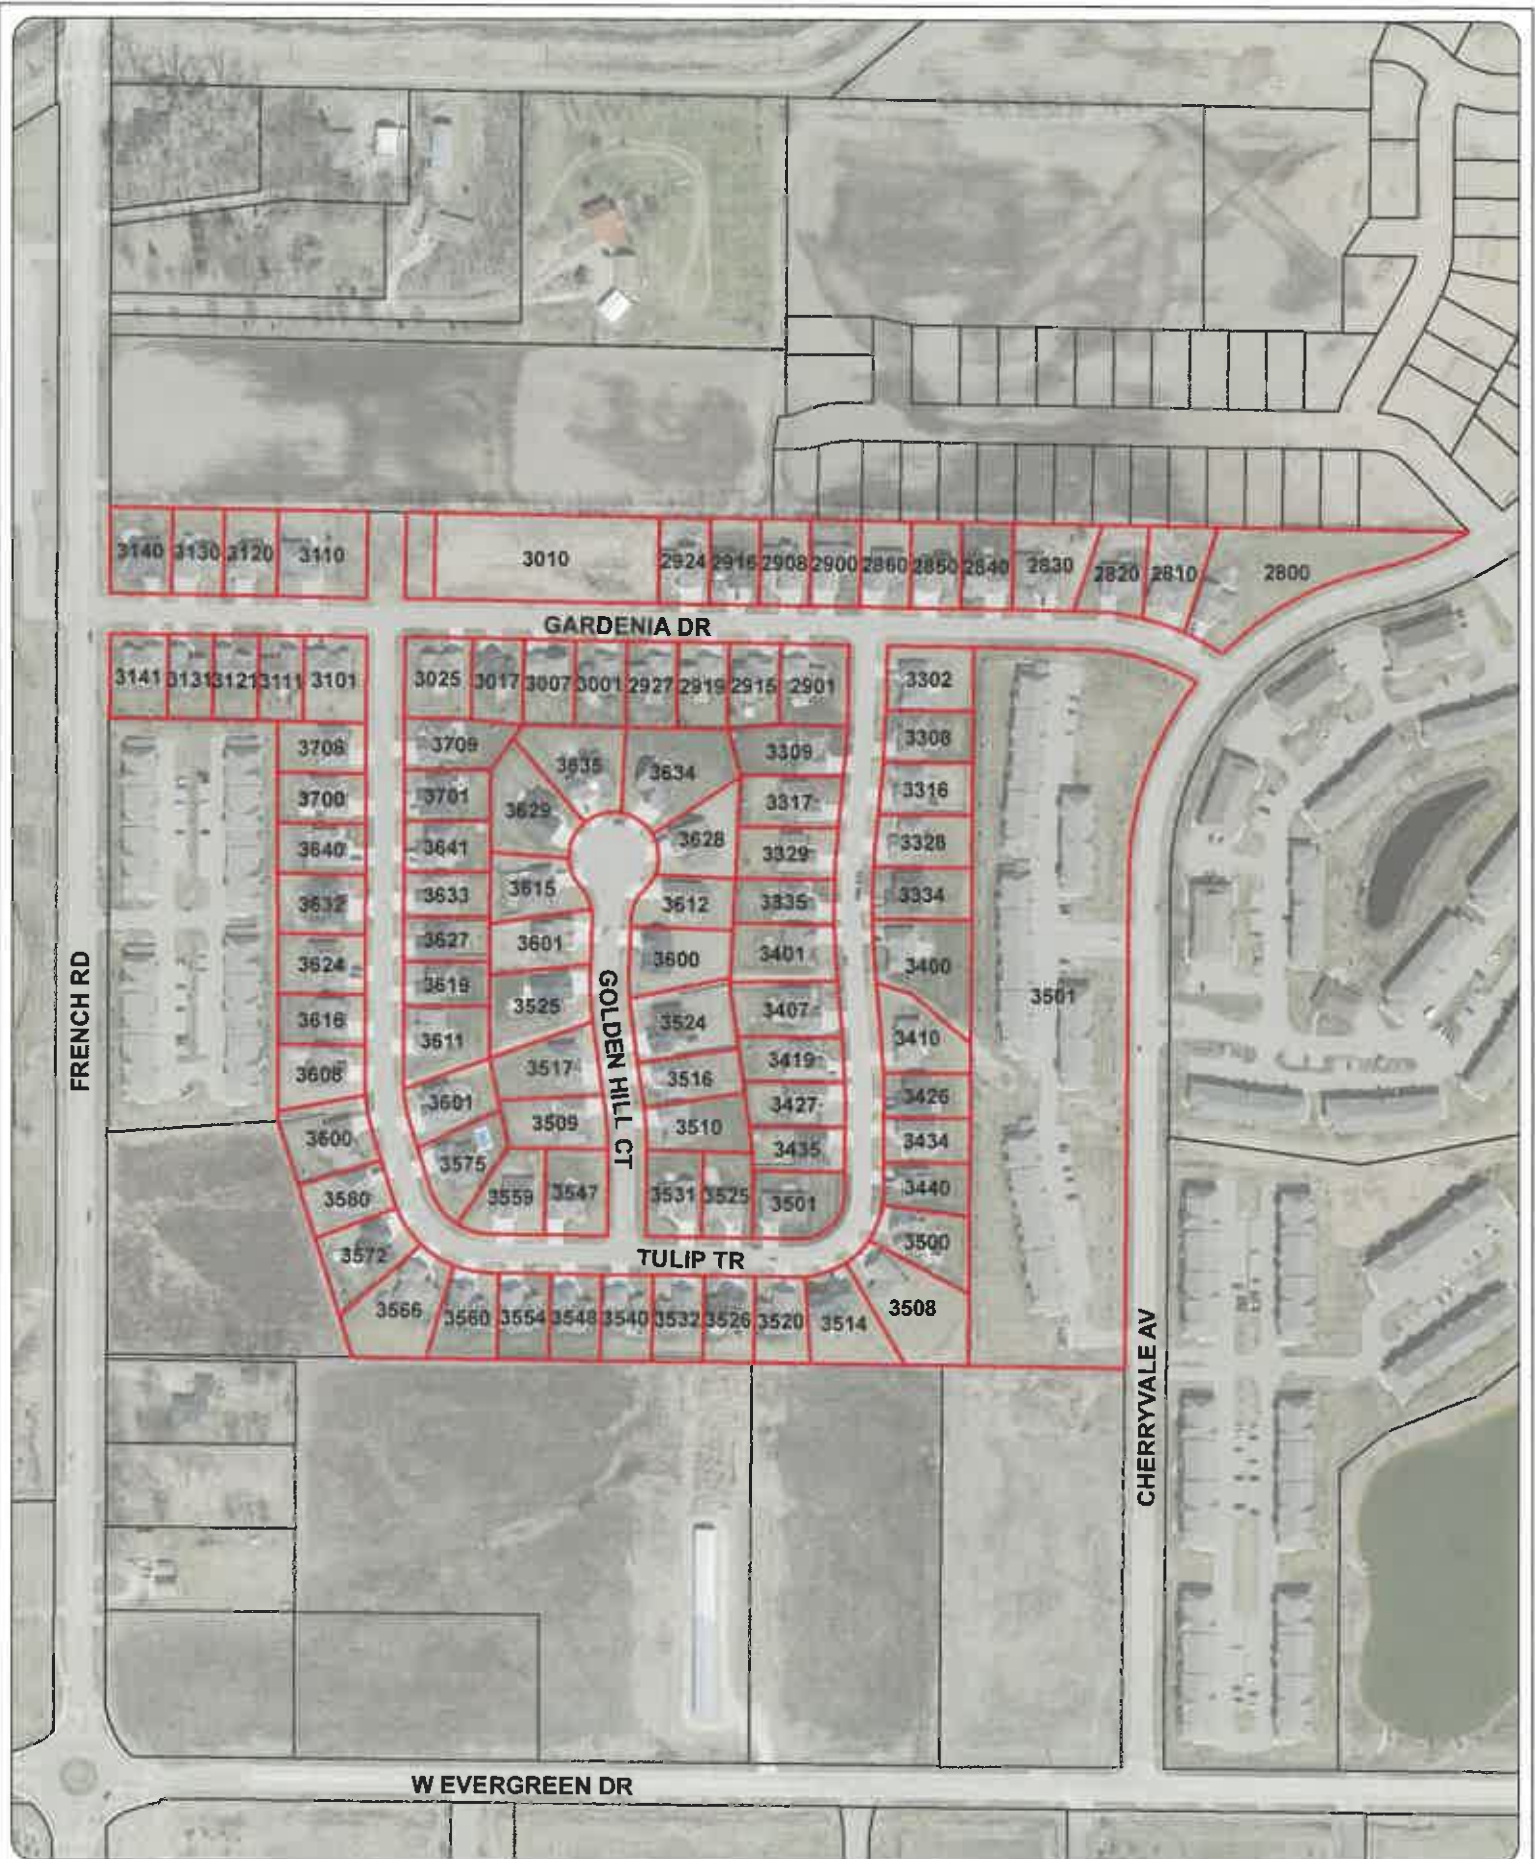 3140 3130 3120 3110 3010 2924 2916 2908 2900 2860 2850 2840 2830 2820 2810 2800
GARDENIA DR
3141 3131 3121 3111 3101 3025 3017 3007 3001 2927 2919 2915 2901 3302
3706 3709 3635 3634 3309 3308
3700 3701 3629 3317 3316
3640 3641 3628 3329 3328
3632 3633 3615 3612 3335 3334
3624 3627 3601 3600 3401 3400
3616 3619 3525 3524 3407 3501
3608 3611 3517 3516 3419 3410
3600 3601 3509 3510 3427 3426
3580 3575 3559 3547 3531 3525 3435 3434
3572 3501 3440
3500
FRENCH RD
GOLDEN HILL CT
TULIP TR
3566 3560 3554 3548 3540 3532 3526 3520 3514 3508
CHERRYVALE AV
W EVERGREEN DR